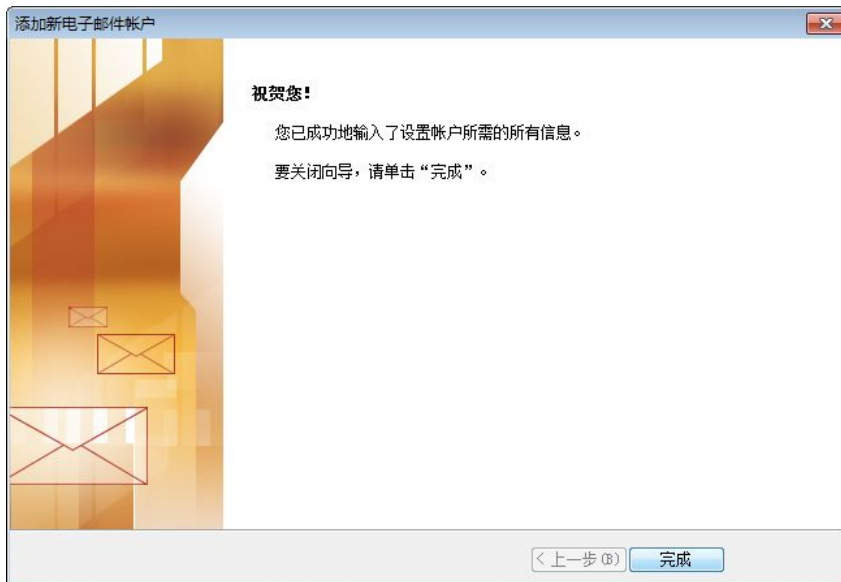 添加新电子邮件帐户
祝贺您!
您已成功地输入了设置帐户所需的所有信息。
要关闭向导，请单击“完成”。
< 上一步(B)
完成